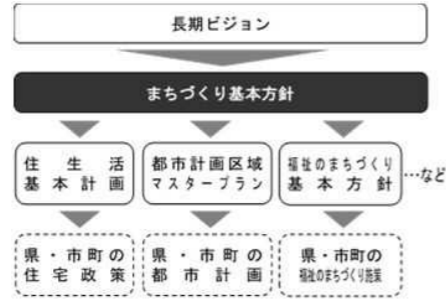 長期ビジョン
まちづくり基本方針
住生活
基本計画
都市計画区域
マスタープラン
福祉のまちづくり
基本方針
…など
県・市町の
住宅政策
県・市町の
都市計画
県・市町の
福祉のまちづくり施策